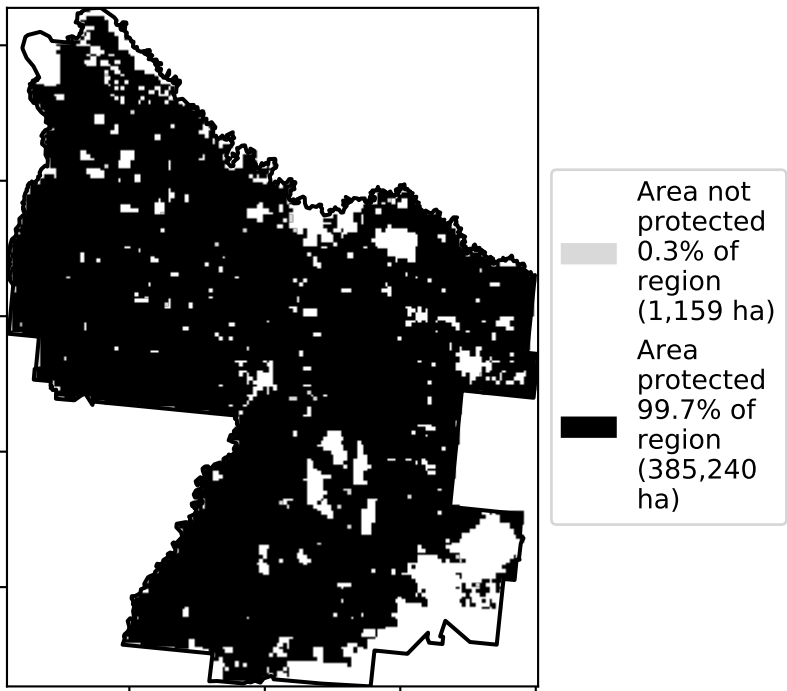 Area not
protected
0.3% of
region
(1,159 ha)
Area
protected
99.7% of
region
(385,240
ha)